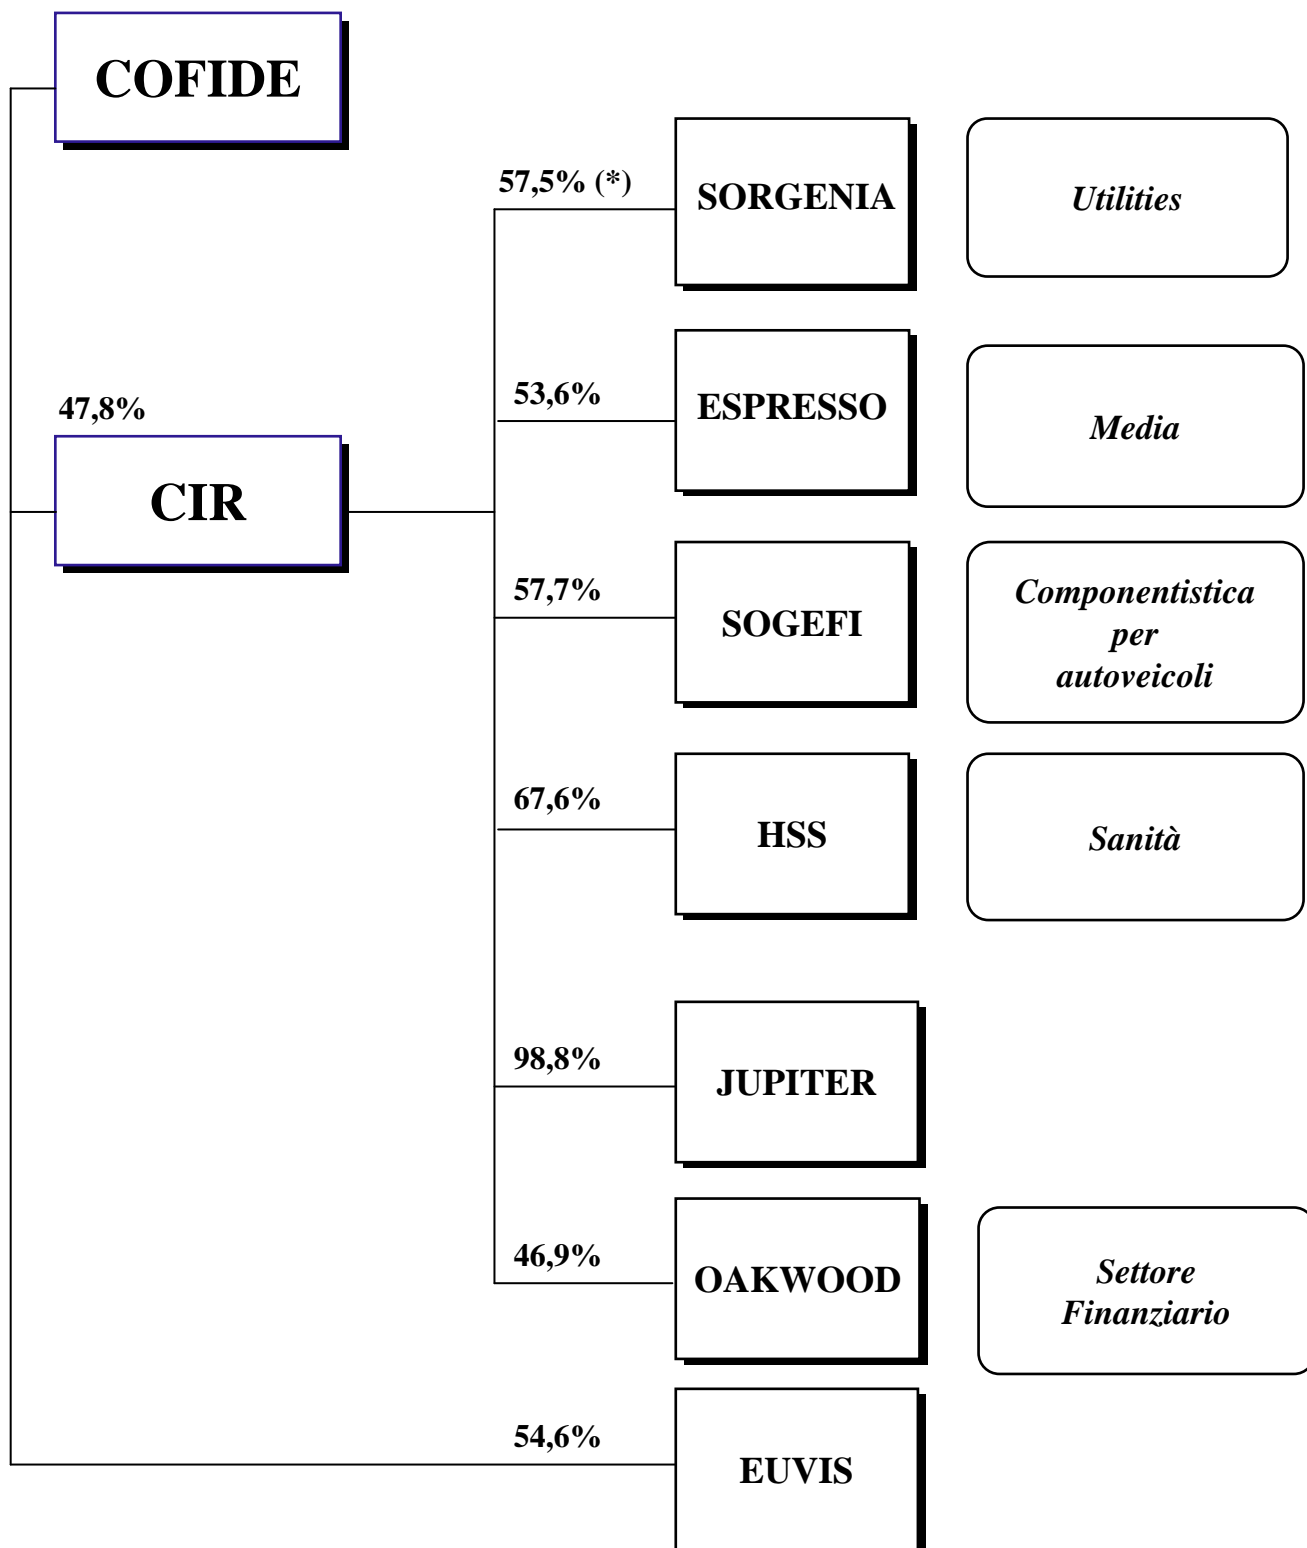 COFIDE
57,5% (*)
SORGENIA
Utilities
53,6%
ESPRESSO
Media
47,8%
CIR
57,7%
SOGEFI
Componentistica
per
autoveicoli
67,6%
HSS
Sanità
98,8%
JUPITER
46,9%
OAKWOOD
Settore
Finanziario
54,6%
EUVIS